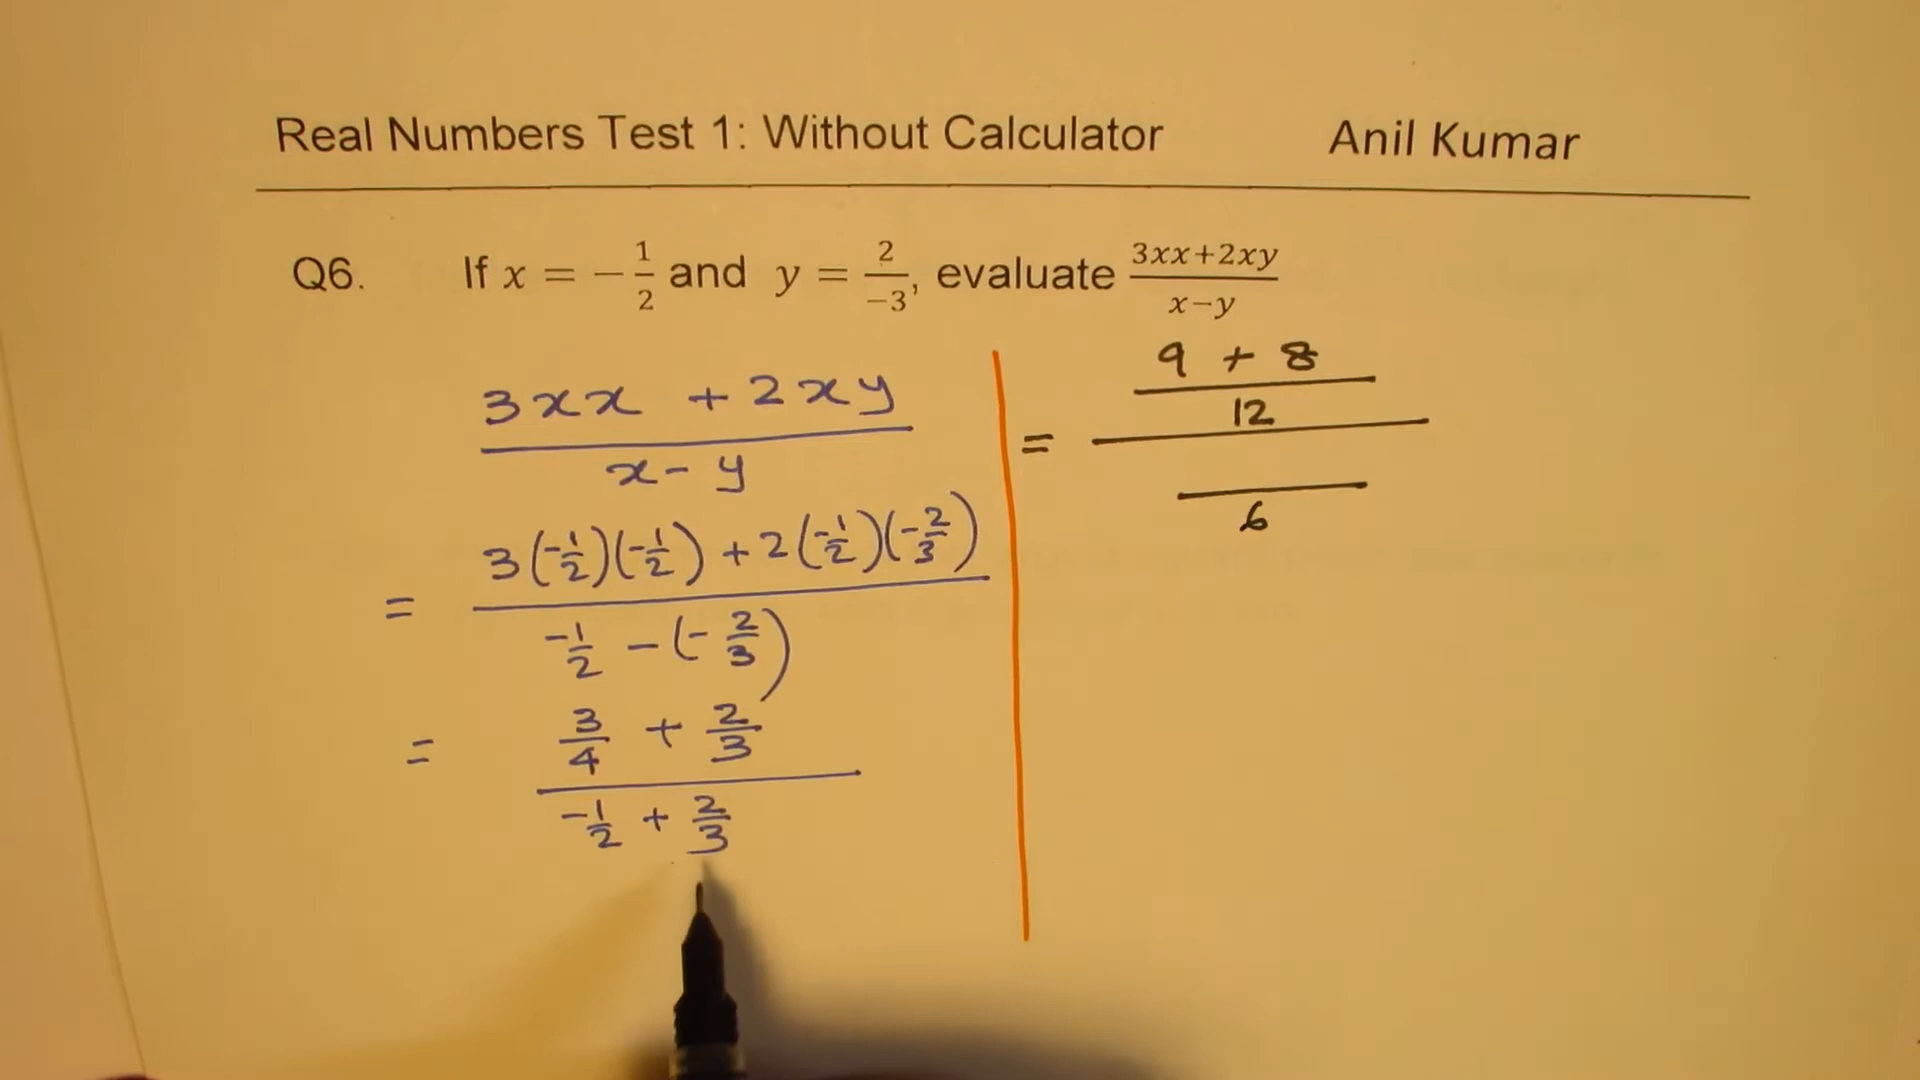 Real Numbers Test 1: Without Calculator Anil Kumar
Q6. If x = −1/2 and y = 2/−3, evaluate (3xx+2xy)/(x−y)
3xx + 2xy
x - y
= 3(-1/2)(-1/2) + 2(-1/2)(-2/3)
-1/2 - (-2/3)
= 3/4 + 2/3
-1/2 + 2/3
9 + 8
12
=
6